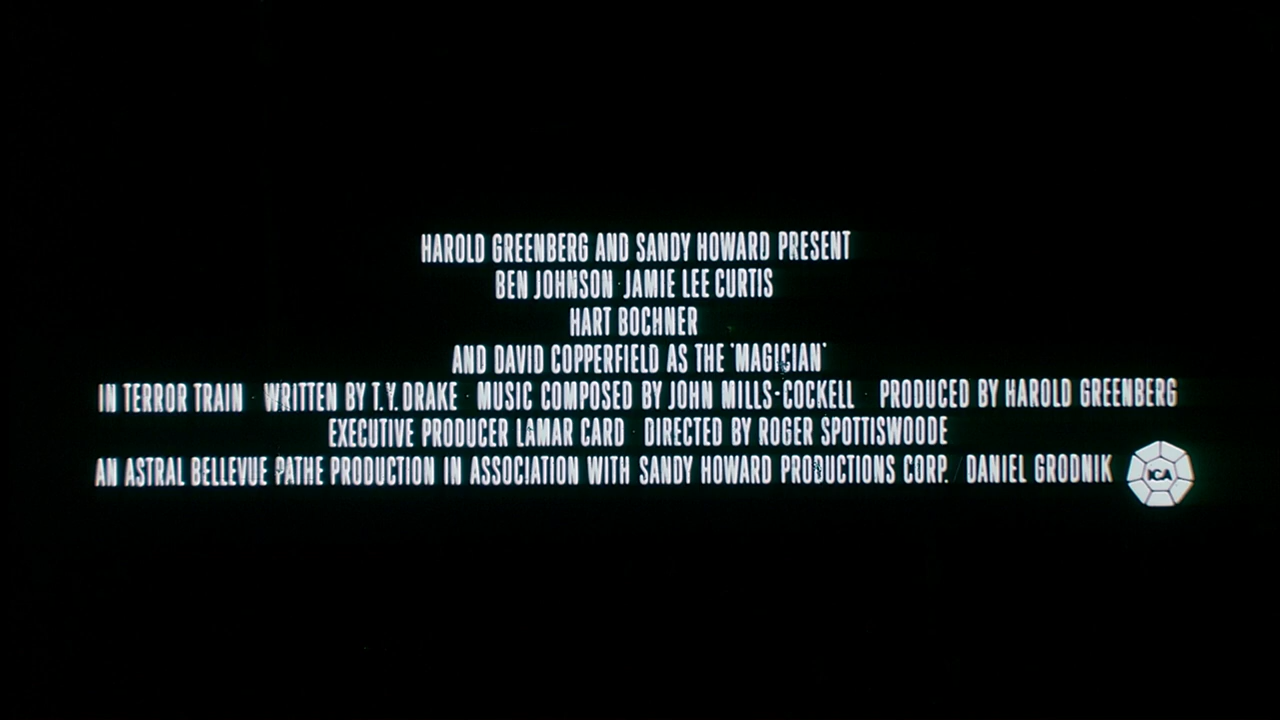 HAROLD GREENBERG AND SANDY HOWARD PRESENT
BEN JOHNSON · JAMIE LEE CURTIS
HART BOCHNER
AND DAVID COPPERFIELD AS THE 'MAGICIAN'
IN TERROR TRAIN · WRITTEN BY T.Y. DRAKE · MUSIC COMPOSED BY JOHN MILLS-COCKELL · PRODUCED BY HAROLD GREENBERG
EXECUTIVE PRODUCER LAMAR CARD · DIRECTED BY ROGER SPOTTISWOODE
AN ASTRAL BELLEVUE PATHE PRODUCTION IN ASSOCIATION WITH SANDY HOWARD PRODUCTIONS CORP. DANIEL GRODNIK ICA